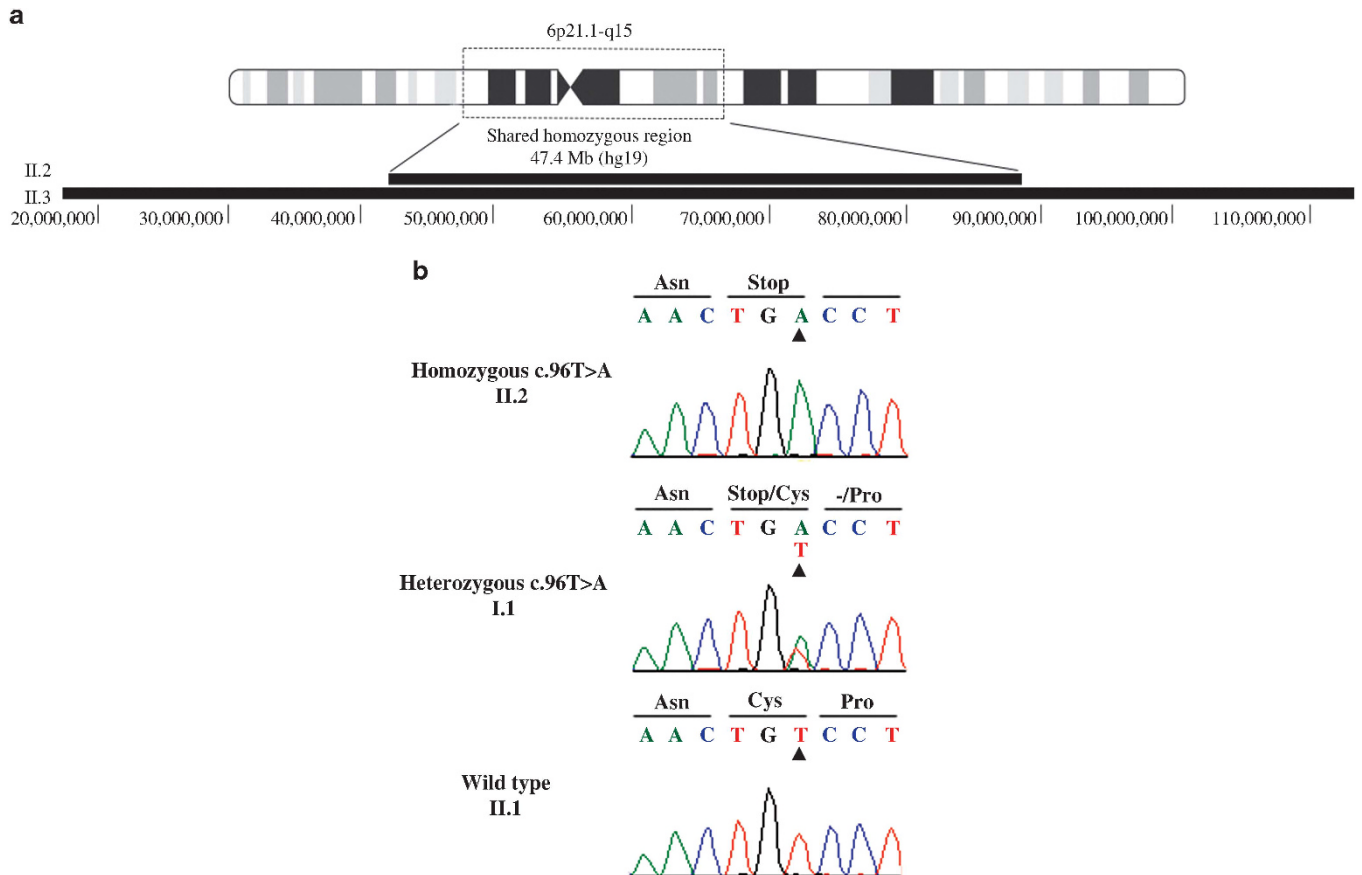 a
6p21.1-q15
Shared homozygous region
47.4 Mb (hg19)
II.2
II.3
20,000,000 30,000,000 40,000,000 50,000,000 60,000,000 70,000,000 80,000,000 90,000,000 100,000,000 110,000,000
b
Asn Stop
A A C T G A C C T
Homozygous c.96T>A
II.2
Asn Stop/Cys -/Pro
A A C T G A C C T
T
Heterozygous c.96T>A
I.1
Asn Cys Pro
A A C T G T C C T
Wild type
II.1